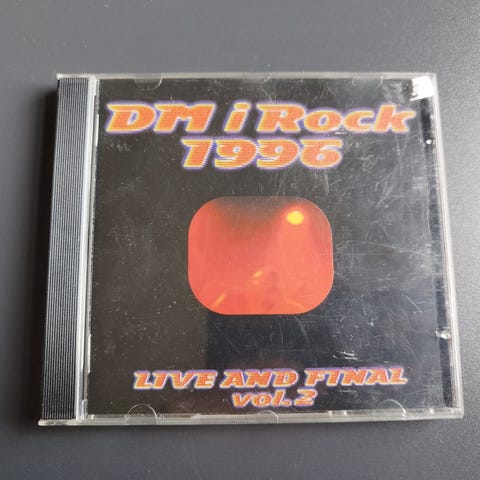 DM i Rock
1996
LIVE AND FINAL
vol. 2